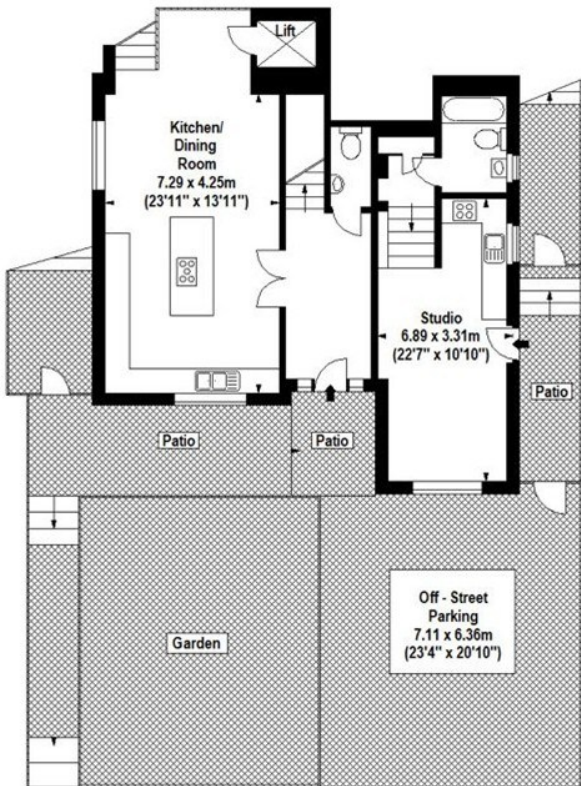 Lift
Kitchen/
Dining
Room
7.29 x 4.25m
(23'11" x 13'11")
Studio
6.89 x 3.31m
(22'7" x 10'10")
Patio
Patio
Patio
Off - Street
Parking
7.11 x 6.36m
(23'4" x 20'10")
Garden